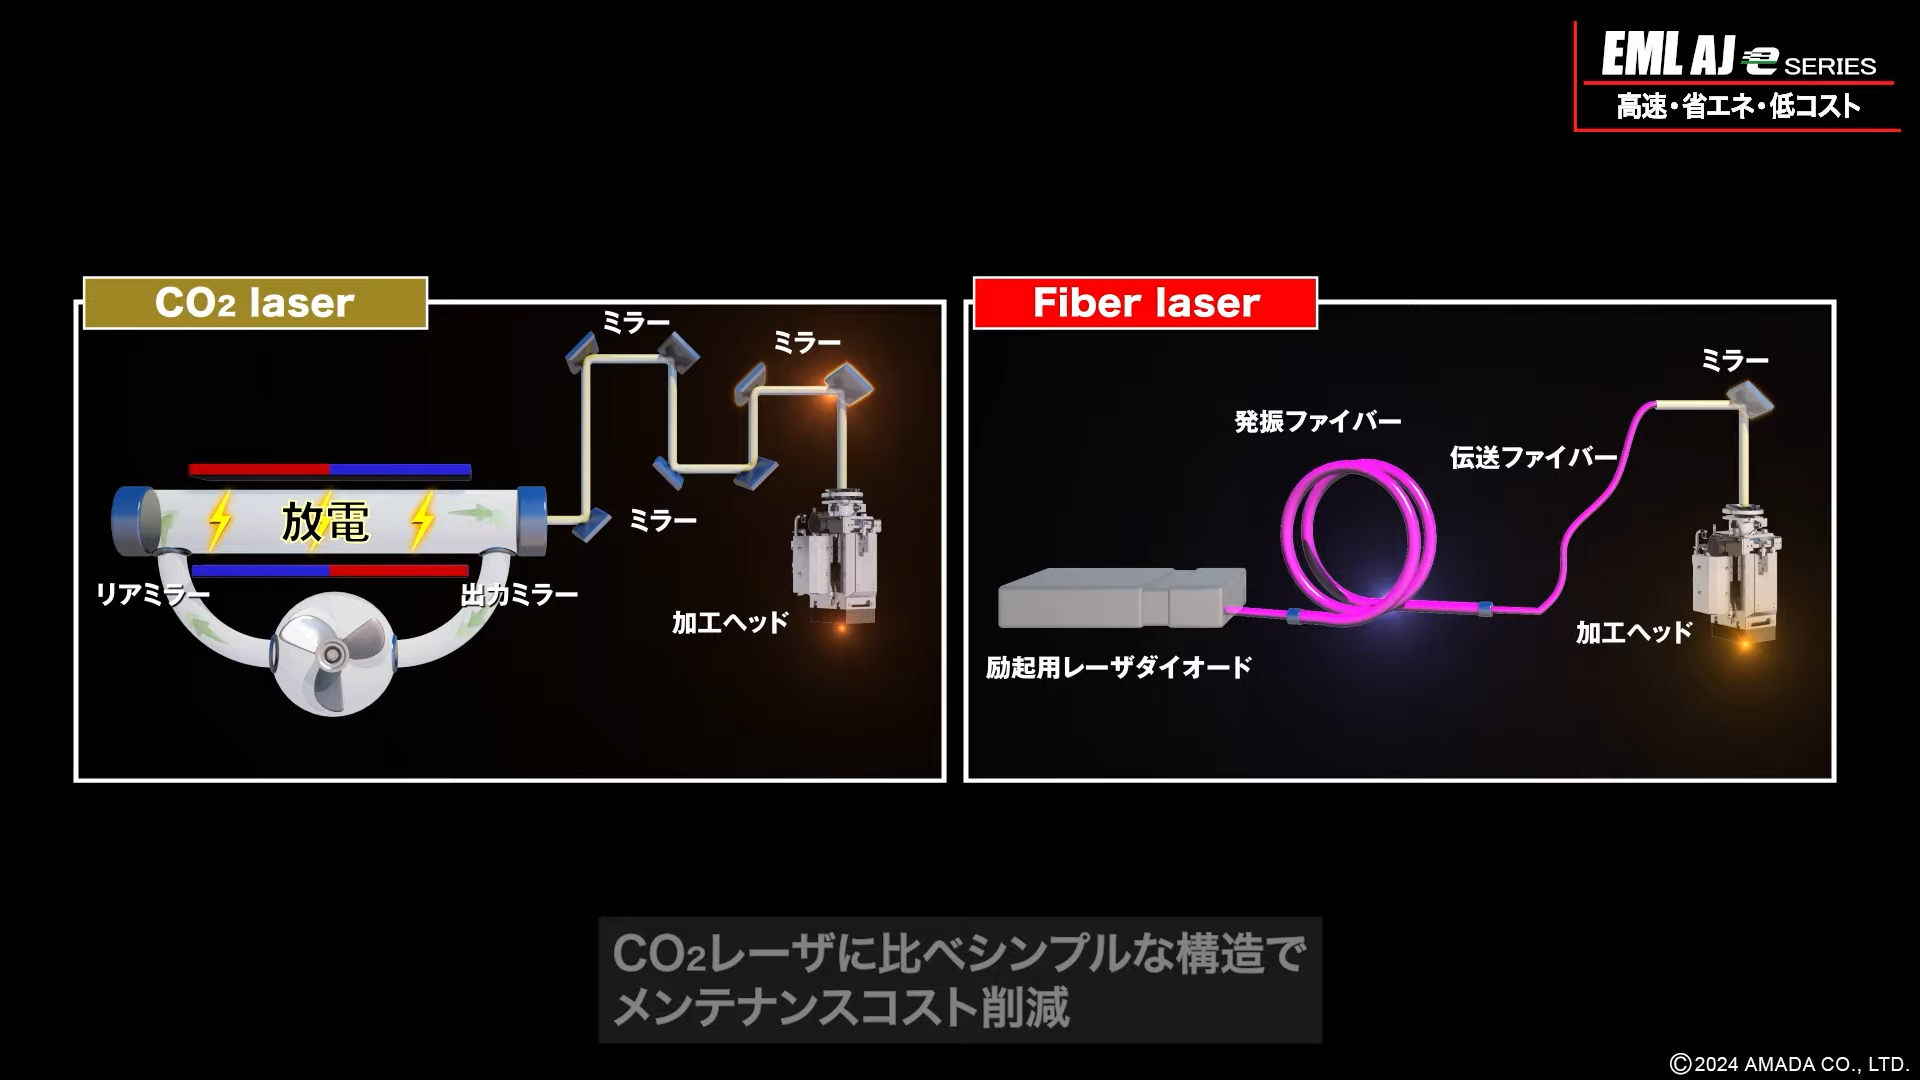 EML AJ e SERIES
高速・省エネ・低コスト
CO2 laser
ミラー
ミラー
放電
ミラー
リアミラー
出力ミラー
加工ヘッド
Fiber laser
ミラー
発振ファイバー
伝送ファイバー
加工ヘッド
励起用レーザダイオード
CO2レーザに比べシンプルな構造で
メンテナンスコスト削減
©2024 AMADA CO., LTD.